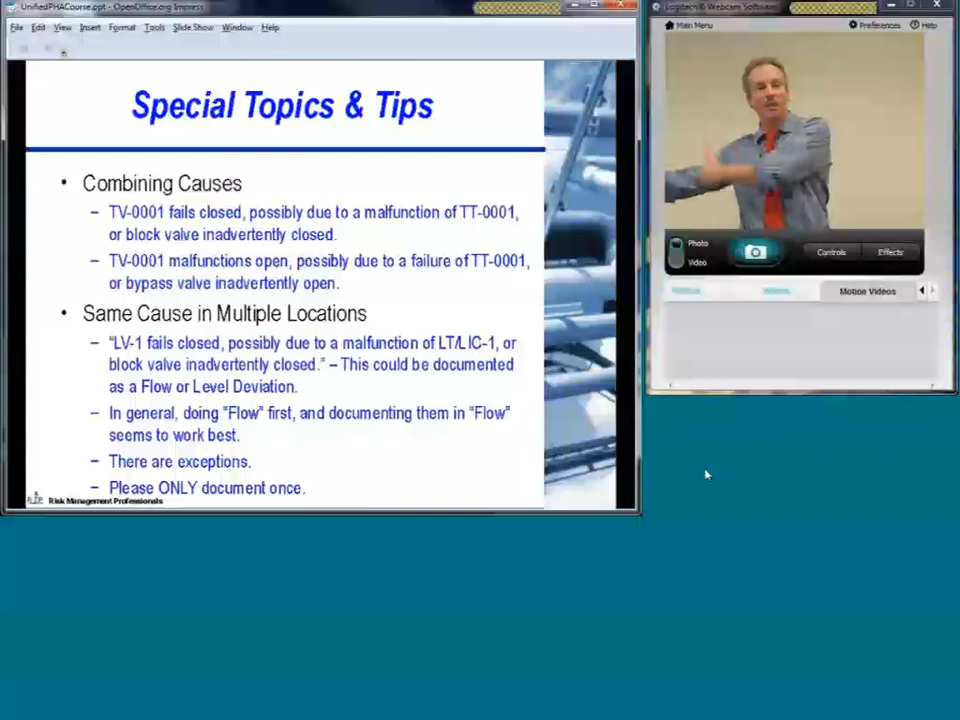 UnifiedPHACourse.ppt - OpenOffice.org Impress
File Edit View Insert Format Tools Slide Show Window Help
Special Topics & Tips
• Combining Causes
– TV-0001 fails closed, possibly due to a malfunction of TT-0001,
or block valve inadvertently closed.
– TV-0001 malfunctions open, possibly due to a failure of TT-0001,
or bypass valve inadvertently open.
• Same Cause in Multiple Locations
– “LV-1 fails closed, possibly due to a malfunction of LT/LIC-1, or
block valve inadvertently closed.” – This could be documented
as a Flow or Level Deviation.
– In general, doing “Flow” first, and documenting them in “Flow”
seems to work best.
– There are exceptions.
– Please ONLY document once.
Risk Management Professionals
Logitech® Webcam Software
Main Menu Preferences Help
Photo
Video
Controls Effects
Motion Videos